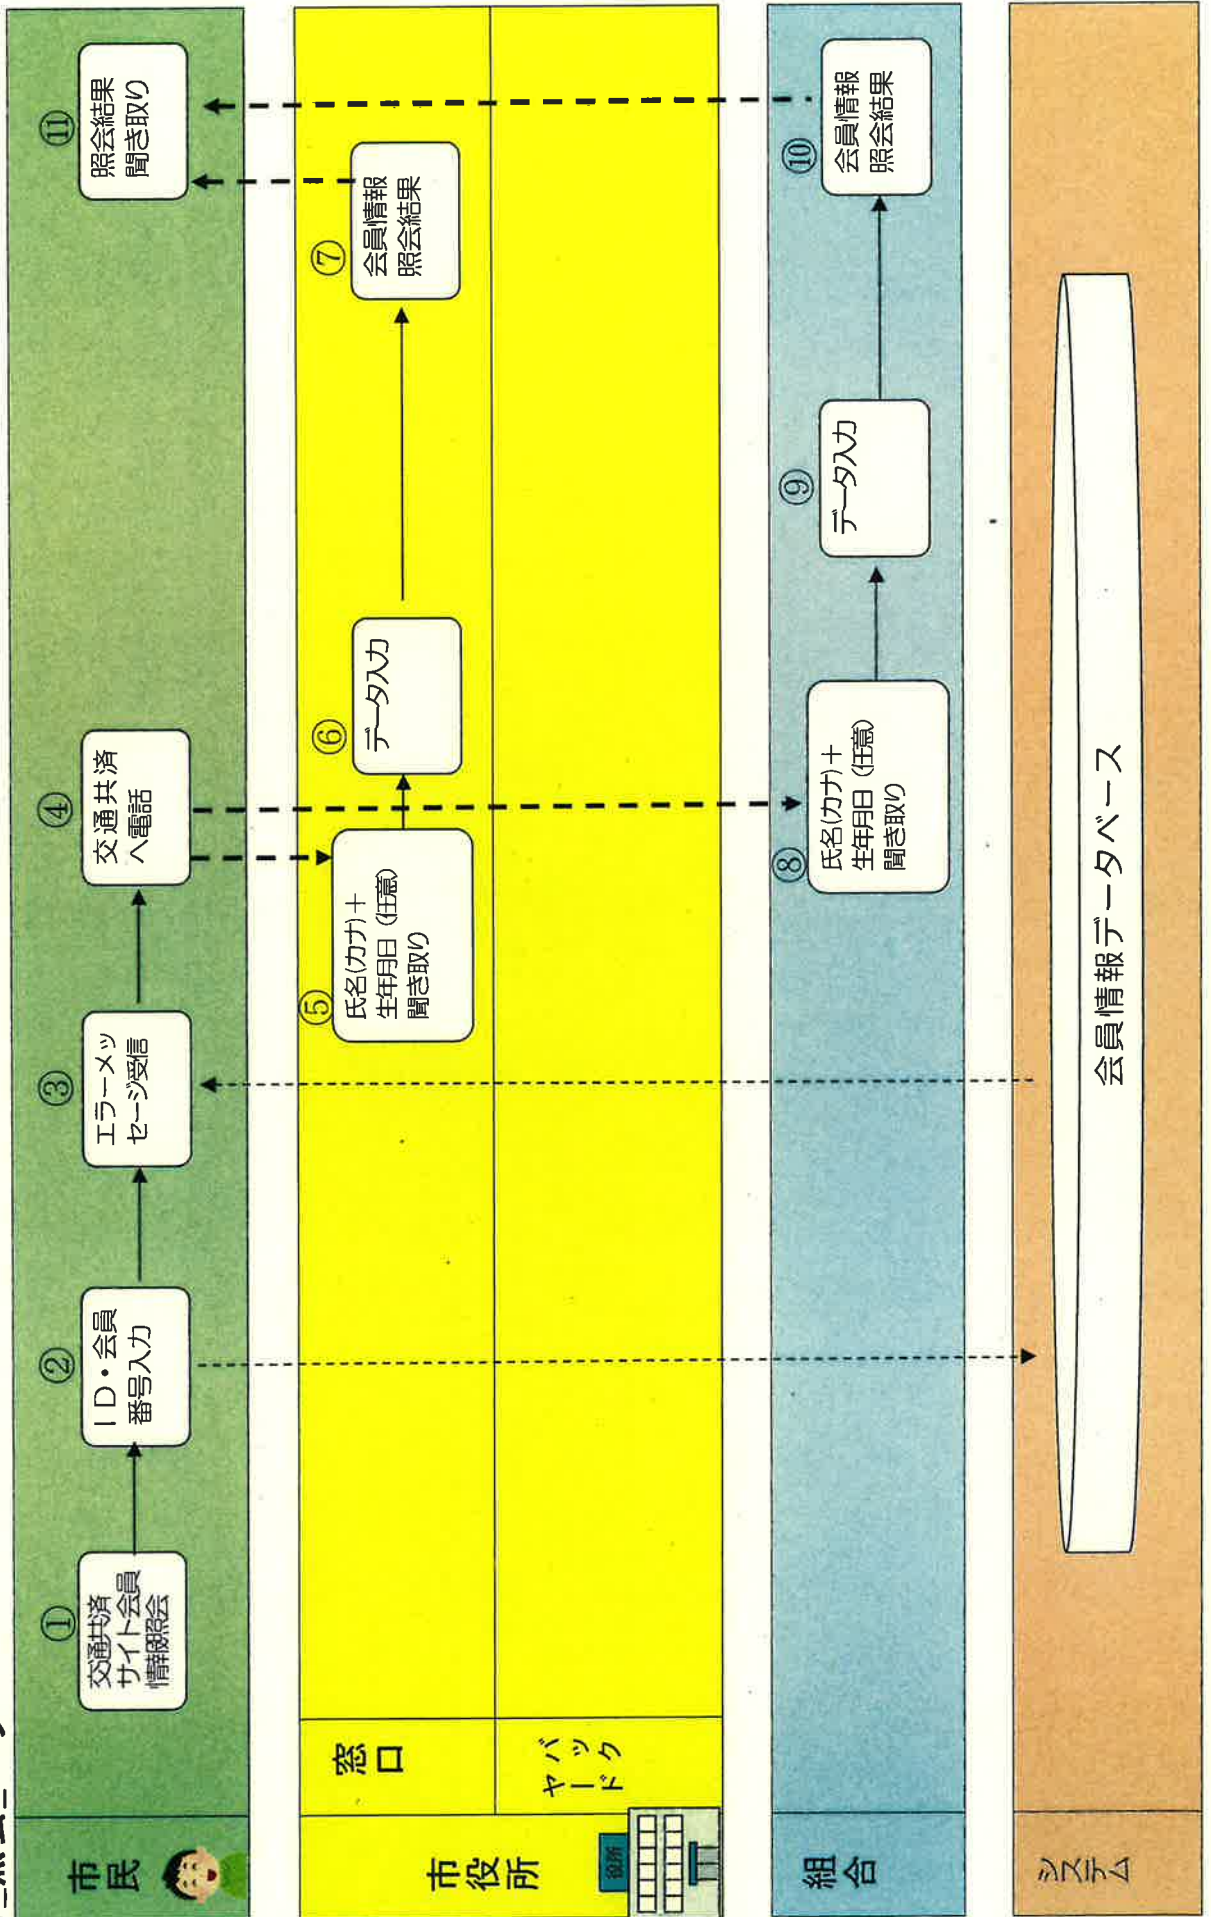 市民
①
交通共済
サイト会員
情報照会
②
ID・会員
番号入力
③
エラーメッ
セージ受信
④
交通共済
へ電話
⑪
照会結果
聞き取り
市役所
役所
窓口
バック
ヤード
⑤
氏名(カナ)+
生年月日(任意)
聞き取り
⑥
データ入力
⑦
会員情報
照会結果
組合
⑧
氏名(カナ)+
生年月日(任意)
聞き取り
⑨
データ入力
⑩
会員情報
照会結果
システム
会員情報データベース